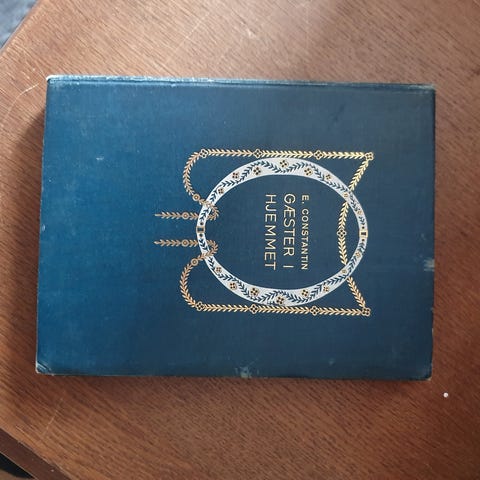 E. CONSTANTIN
GÆSTER I
HJEMMET